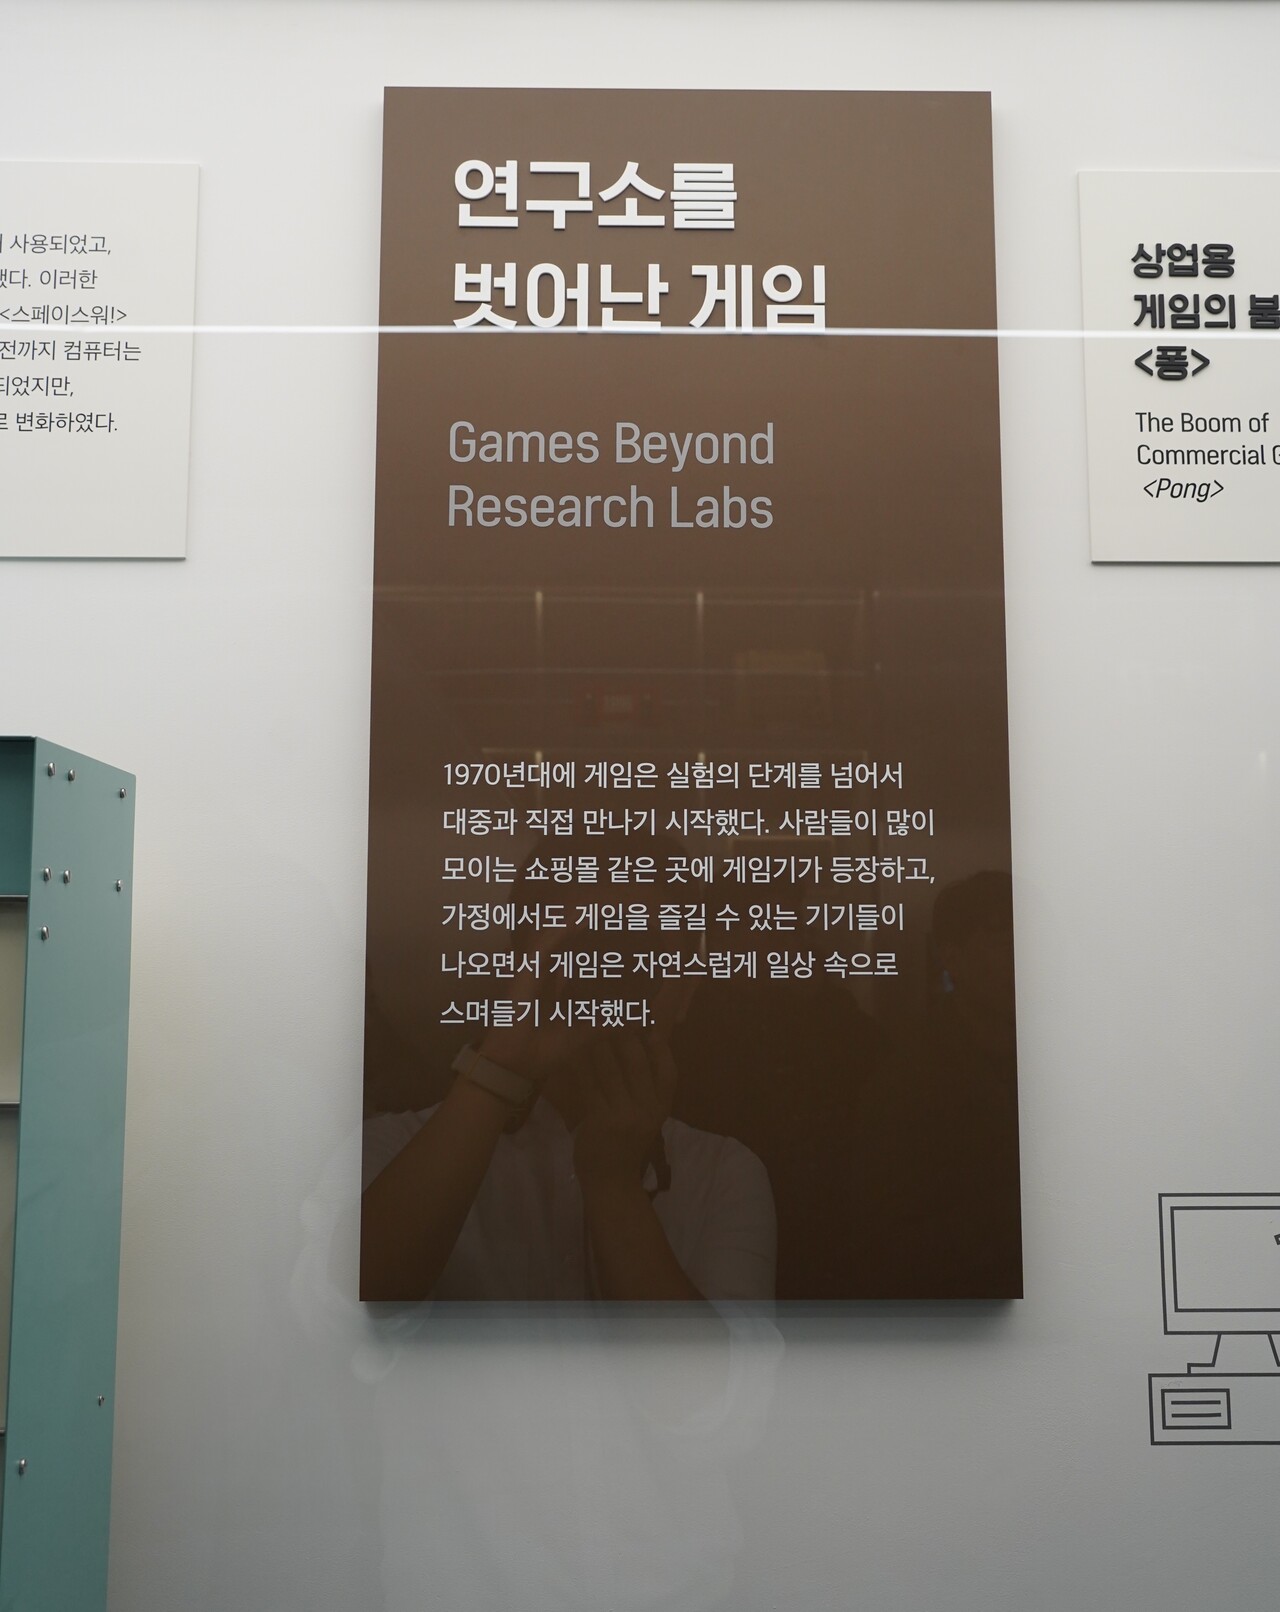 사용되었고,
했다. 이러한
<스페이스워!>
전까지 컴퓨터는
되었지만,
로 변화하였다.
연구소를
벗어난 게임
Games Beyond
Research Labs
1970년대에 게임은 실험의 단계를 넘어서
대중과 직접 만나기 시작했다. 사람들이 많이
모이는 쇼핑몰 같은 곳에 게임기가 등장하고,
가정에서도 게임을 즐길 수 있는 기기들이
나오면서 게임은 자연스럽게 일상 속으로
스며들기 시작했다.
상업용
게임의 붐
<퐁>
The Boom of
Commercial
<Pong>